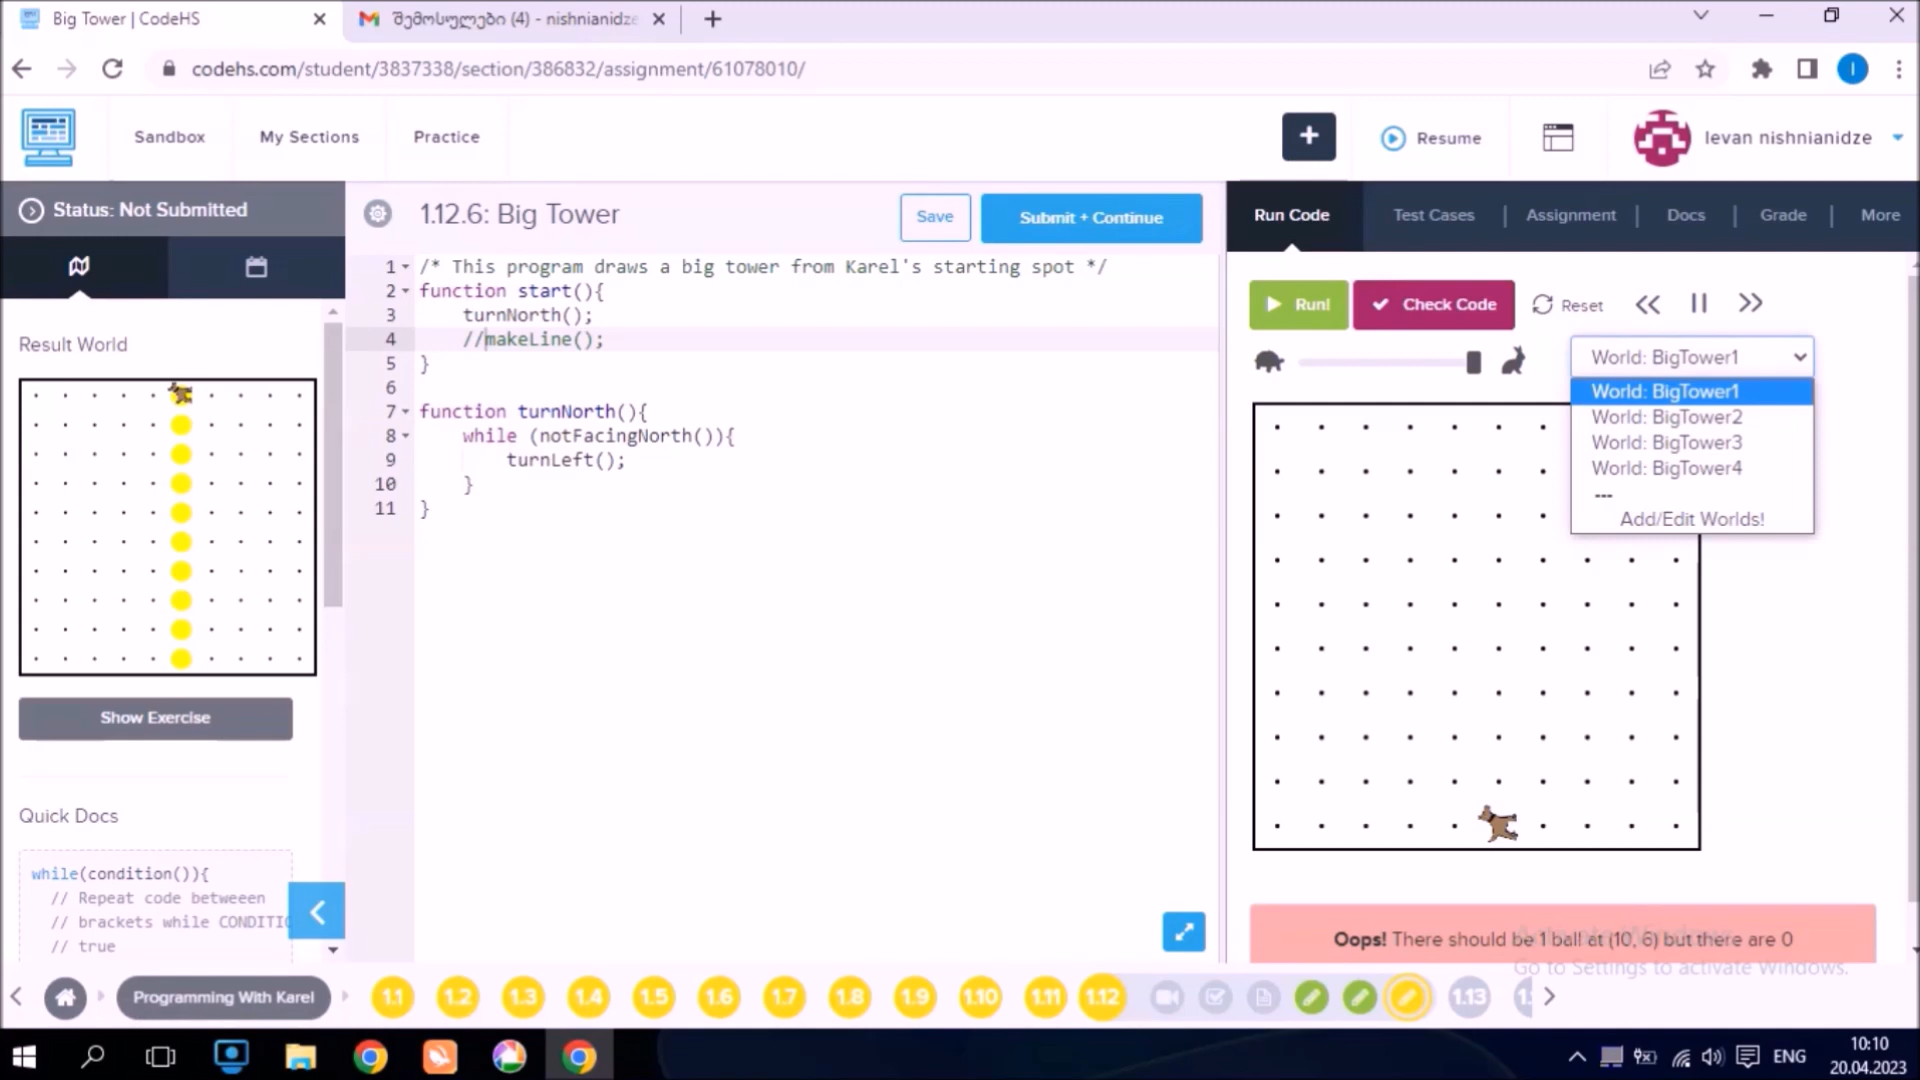 Big Tower | CodeHS
შემოსულები (4) - nishnianidze
codehs.com/student/3837338/section/386832/assignment/61078010/
I
Sandbox
My Sections
Practice
+
Resume
levan nishnianidze
Status: Not Submitted
1.12.6: Big Tower
Save
Submit + Continue
Run Code
Test Cases
Assignment
Docs
Grade
More
Result World
Show Exercise
Quick Docs
while(condition()){
// Repeat code betweeen
// brackets while CONDITIO
// true
1 /* This program draws a big tower from Karel's starting spot */
2 function start(){
3 turnNorth();
4 //makeLine();
5 }
6
7 function turnNorth(){
8 while (notFacingNorth()){
9 turnLeft();
10 }
11 }
Run!
Check Code
Reset
World: BigTower1
World: BigTower1
World: BigTower2
World: BigTower3
World: BigTower4
---
Add/Edit Worlds!
Oops! There should be 1 ball at (10, 6) but there are 0
Activate Windows
Go to Settings to activate Windows.
Programming With Karel
1.1
1.2
1.3
1.4
1.5
1.6
1.7
1.8
1.9
1.10
1.11
1.12
1.13
ENG
10:10
20.04.2023